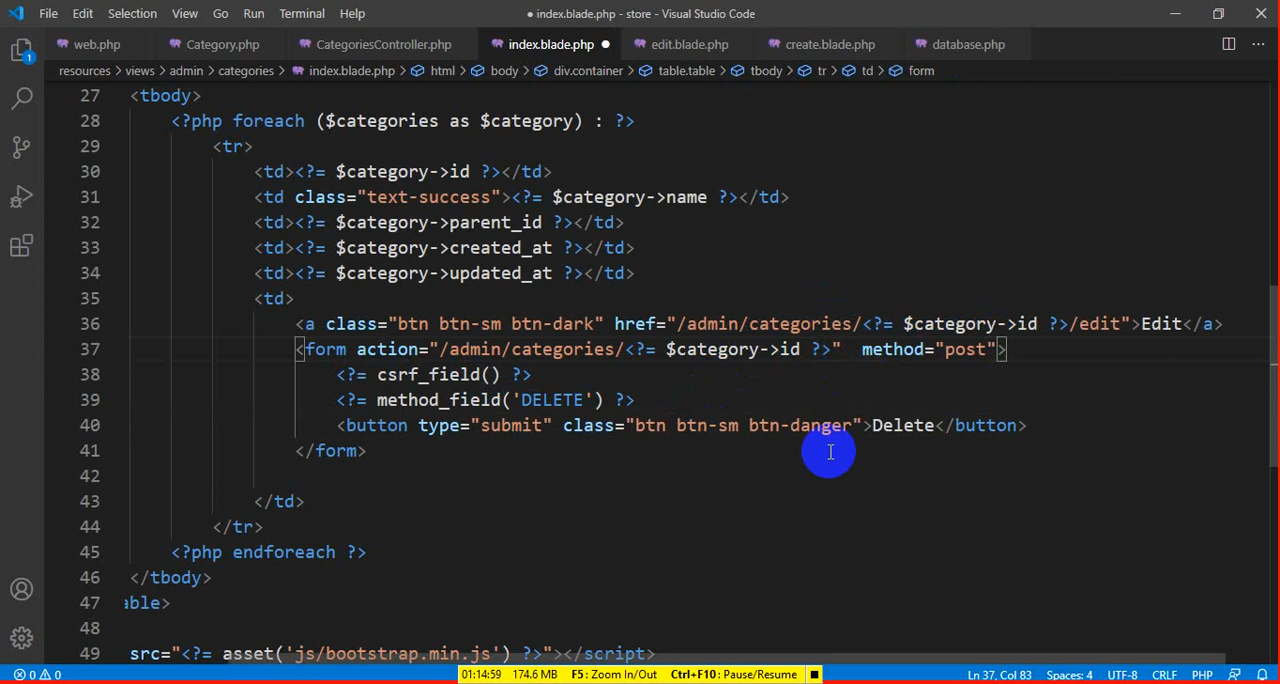 File Edit Selection View Go Run Terminal Help ● index.blade.php - store - Visual Studio Code
web.php Category.php CategoriesController.php index.blade.php ● edit.blade.php create.blade.php database.php ···
resources > views > admin > categories > index.blade.php > html > body > div.container > table.table > tbody > tr > td > form
27 <tbody>
28 <?php foreach ($categories as $category) : ?>
29 <tr>
30 <td><?= $category->id ?></td>
31 <td class="text-success"><?= $category->name ?></td>
32 <td><?= $category->parent_id ?></td>
33 <td><?= $category->created_at ?></td>
34 <td><?= $category->updated_at ?></td>
35 <td>
36 <a class="btn btn-sm btn-dark" href="/admin/categories/<?= $category->id ?>/edit">Edit</a>
37 <form action="/admin/categories/<?= $category->id ?>"  method="post">
38 <?= csrf_field() ?>
39 <?= method_field('DELETE') ?>
40 <button type="submit" class="btn btn-sm btn-danger">Delete</button>
41 </form>
42
43 </td>
44 </tr>
45 <?php endforeach ?>
46 </tbody>
47 able>
48
49 src="<?= asset('js/bootstrap.min.js') ?>"></script>
1
0 0 01:14:59 174.6 MB F5: Zoom In/Out Ctrl+F10: Pause/Resume Ln 37, Col 83 Spaces: 4 UTF-8 CRLF PHP